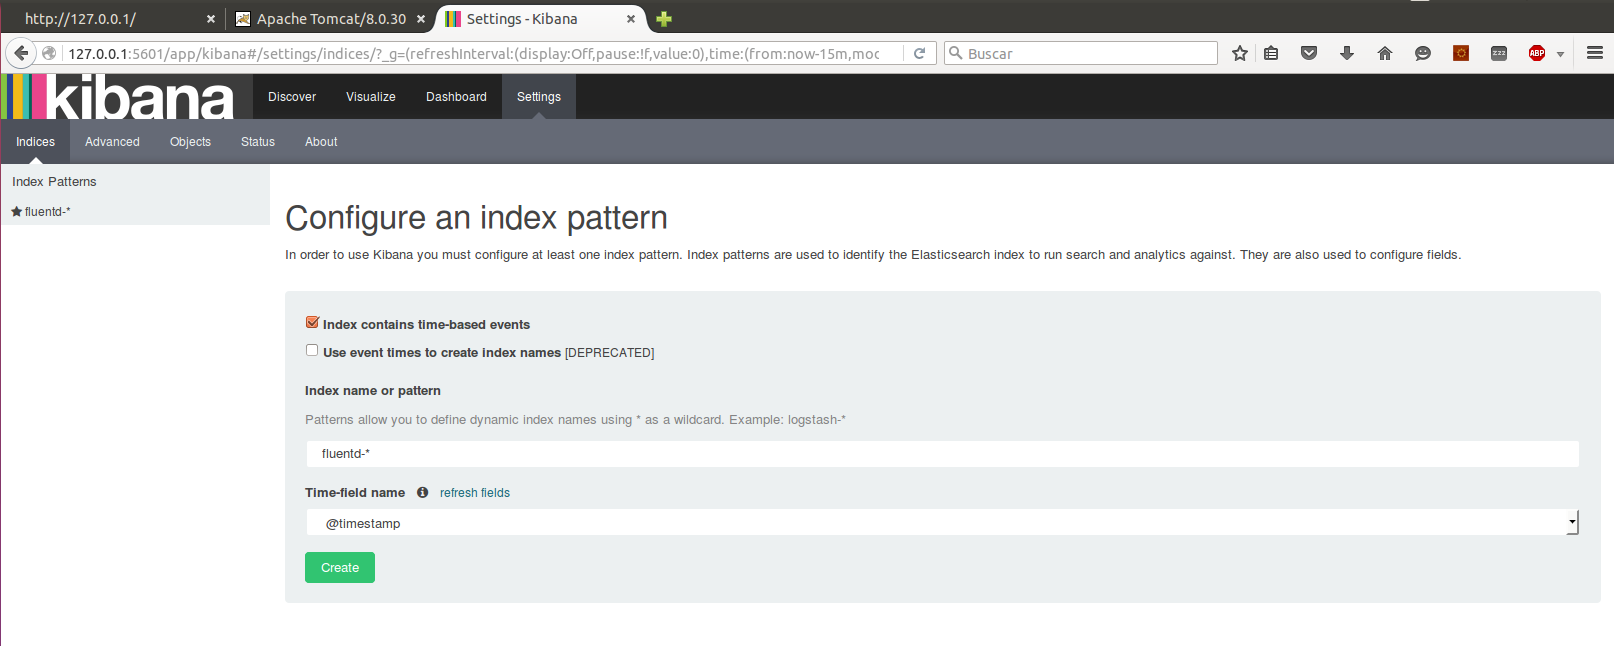 http://127.0.0.1/
Apache Tomcat/8.0.30
Settings - Kibana
127.0.0.1:5601/app/kibana#/settings/indices/?_g=(refreshInterval:(display:Off,pause:!f,value:0),time:(from:now-15m,moc
Buscar
zzz
ABP
kibana
Discover
Visualize
Dashboard
Settings
Indices
Advanced
Objects
Status
About
Index Patterns
fluentd-*
Configure an index pattern
In order to use Kibana you must configure at least one index pattern. Index patterns are used to identify the Elasticsearch index to run search and analytics against. They are also used to configure fields.
Index contains time-based events
Use event times to create index names [DEPRECATED]
Index name or pattern
Patterns allow you to define dynamic index names using * as a wildcard. Example: logstash-*
fluentd-*
Time-field name refresh fields
@timestamp
Create